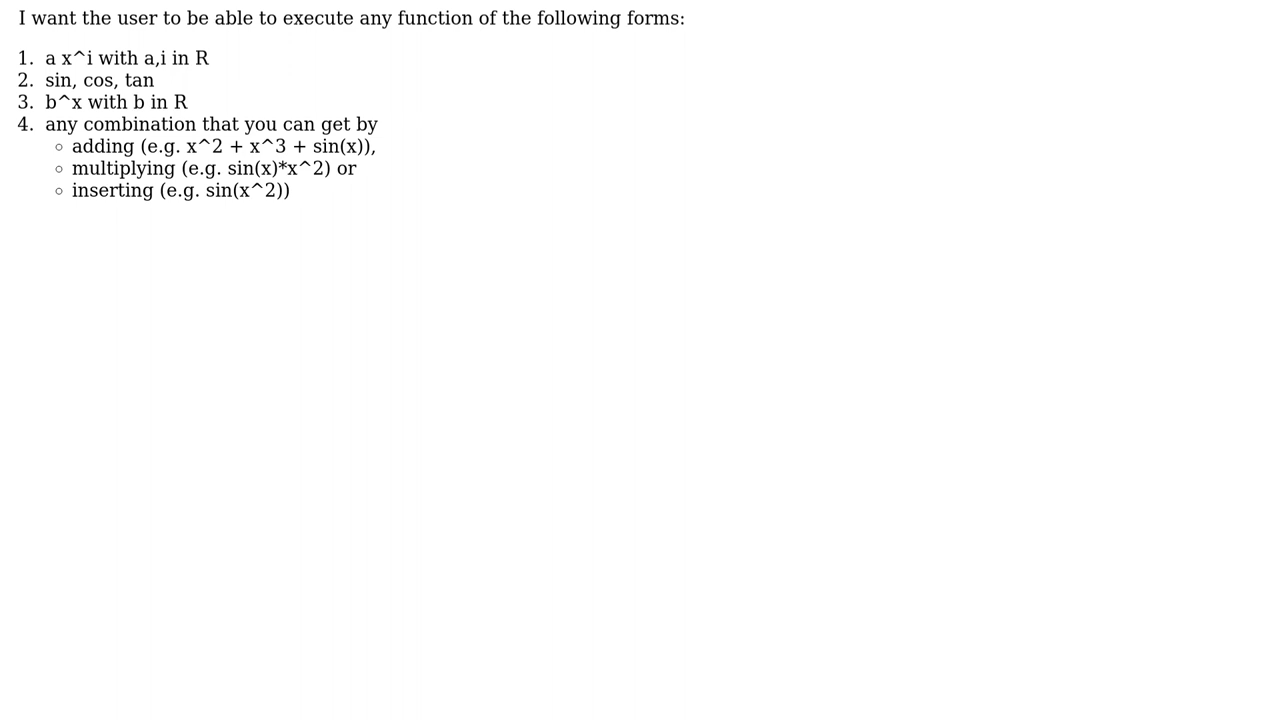 I want the user to be able to execute any function of the following forms:
1. a x^i with a,i in R
2. sin, cos, tan
3. b^x with b in R
4. any combination that you can get by
◦ adding (e.g. x^2 + x^3 + sin(x)),
◦ multiplying (e.g. sin(x)*x^2) or
◦ inserting (e.g. sin(x^2))